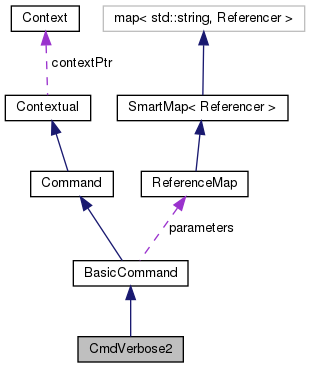 Context
map< std::string, Referencer >
contextPtr
Contextual
SmartMap< Referencer >
Command
ReferenceMap
parameters
BasicCommand
CmdVerbose2